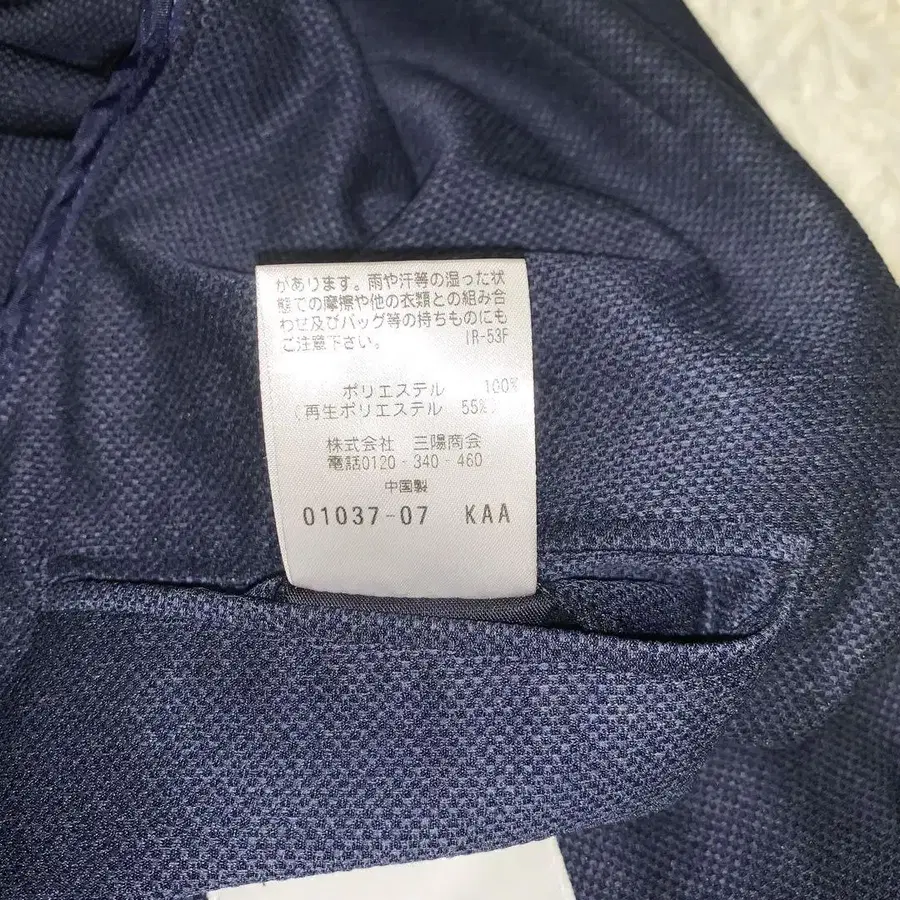 があります。雨や汗等の湿った状
態での摩擦や他の衣類との組み合
わせ及びバッグ等の持ちものにも
ご注意下さい。 IR-53F
ポリエステル 100%
(再生ポリエステル 55%)
株式会社 三陽商会
電話0120-340-460
中国製
01037-07 KAA